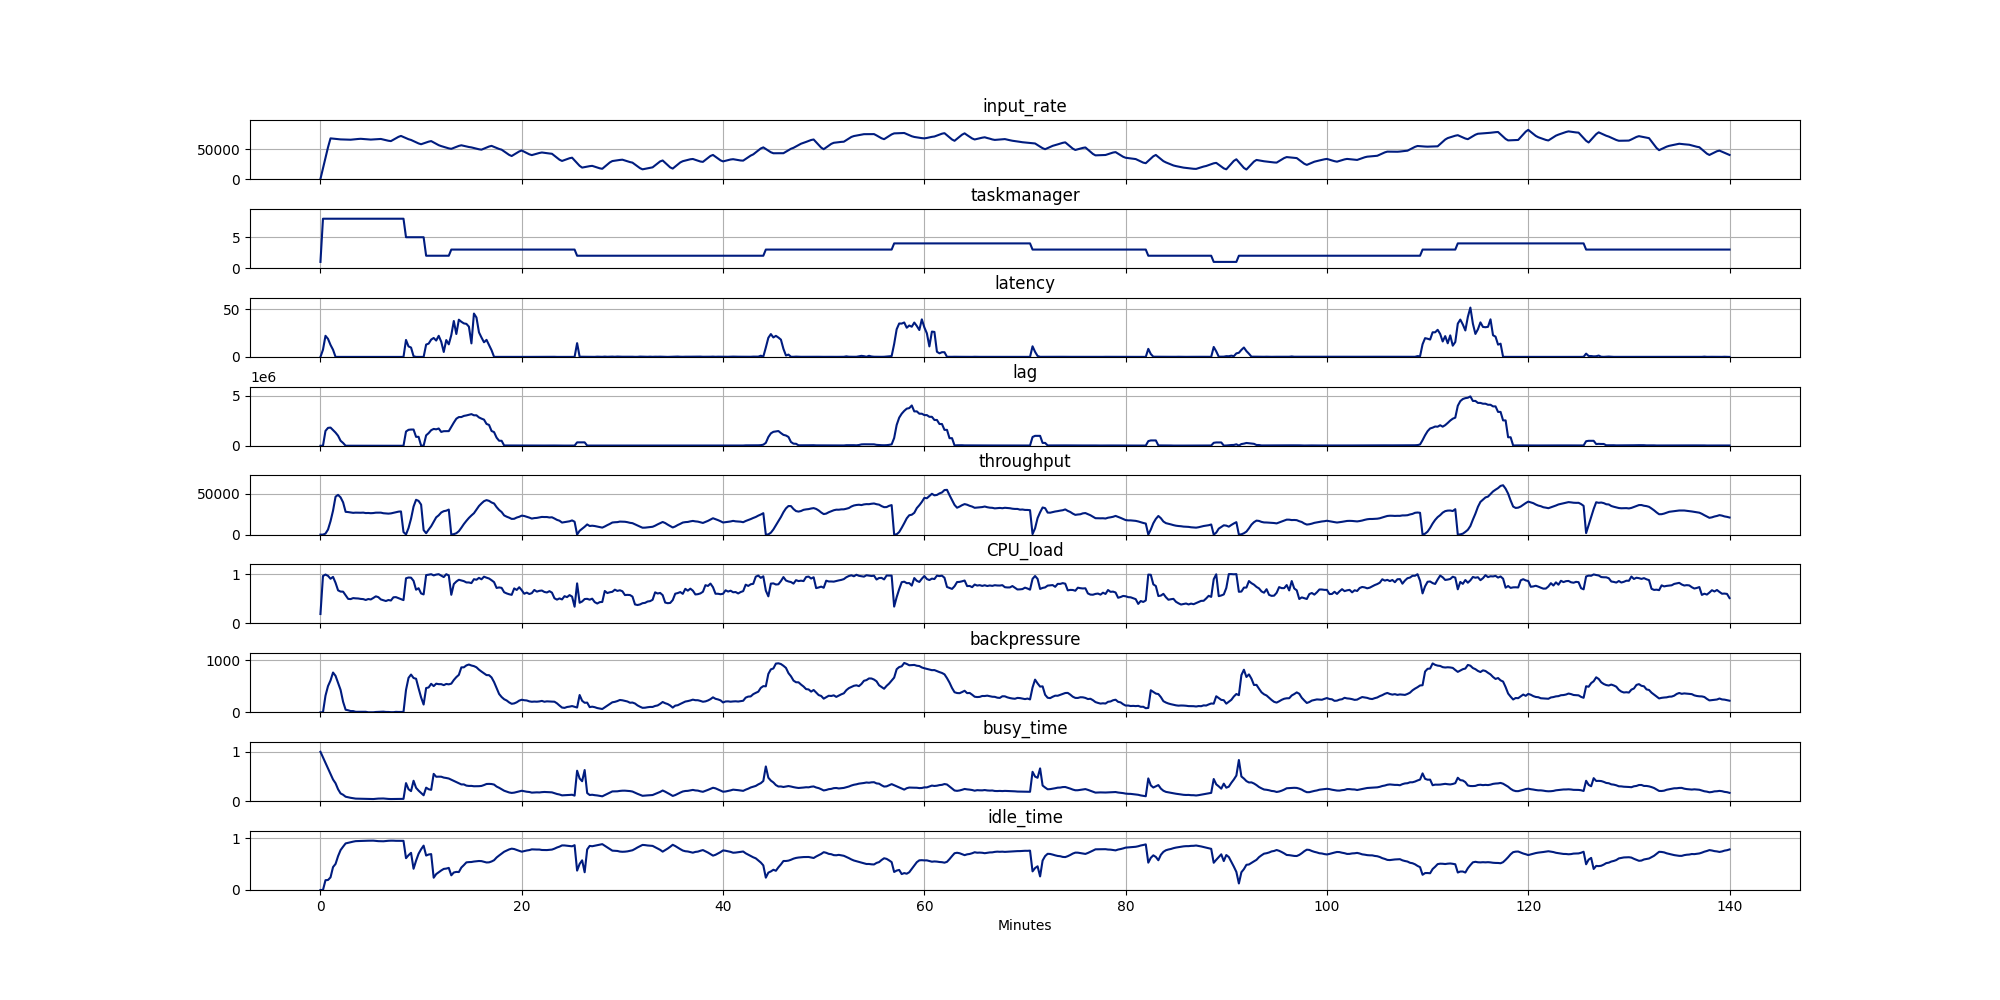 input_rate
50000
0
taskmanager
5
0
latency
50
0
1e6
lag
5
0
throughput
50000
0
CPU_load
1
0
backpressure
1000
0
busy_time
1
0
idle_time
1
0
0 20 40 60 80 100 120 140
Minutes